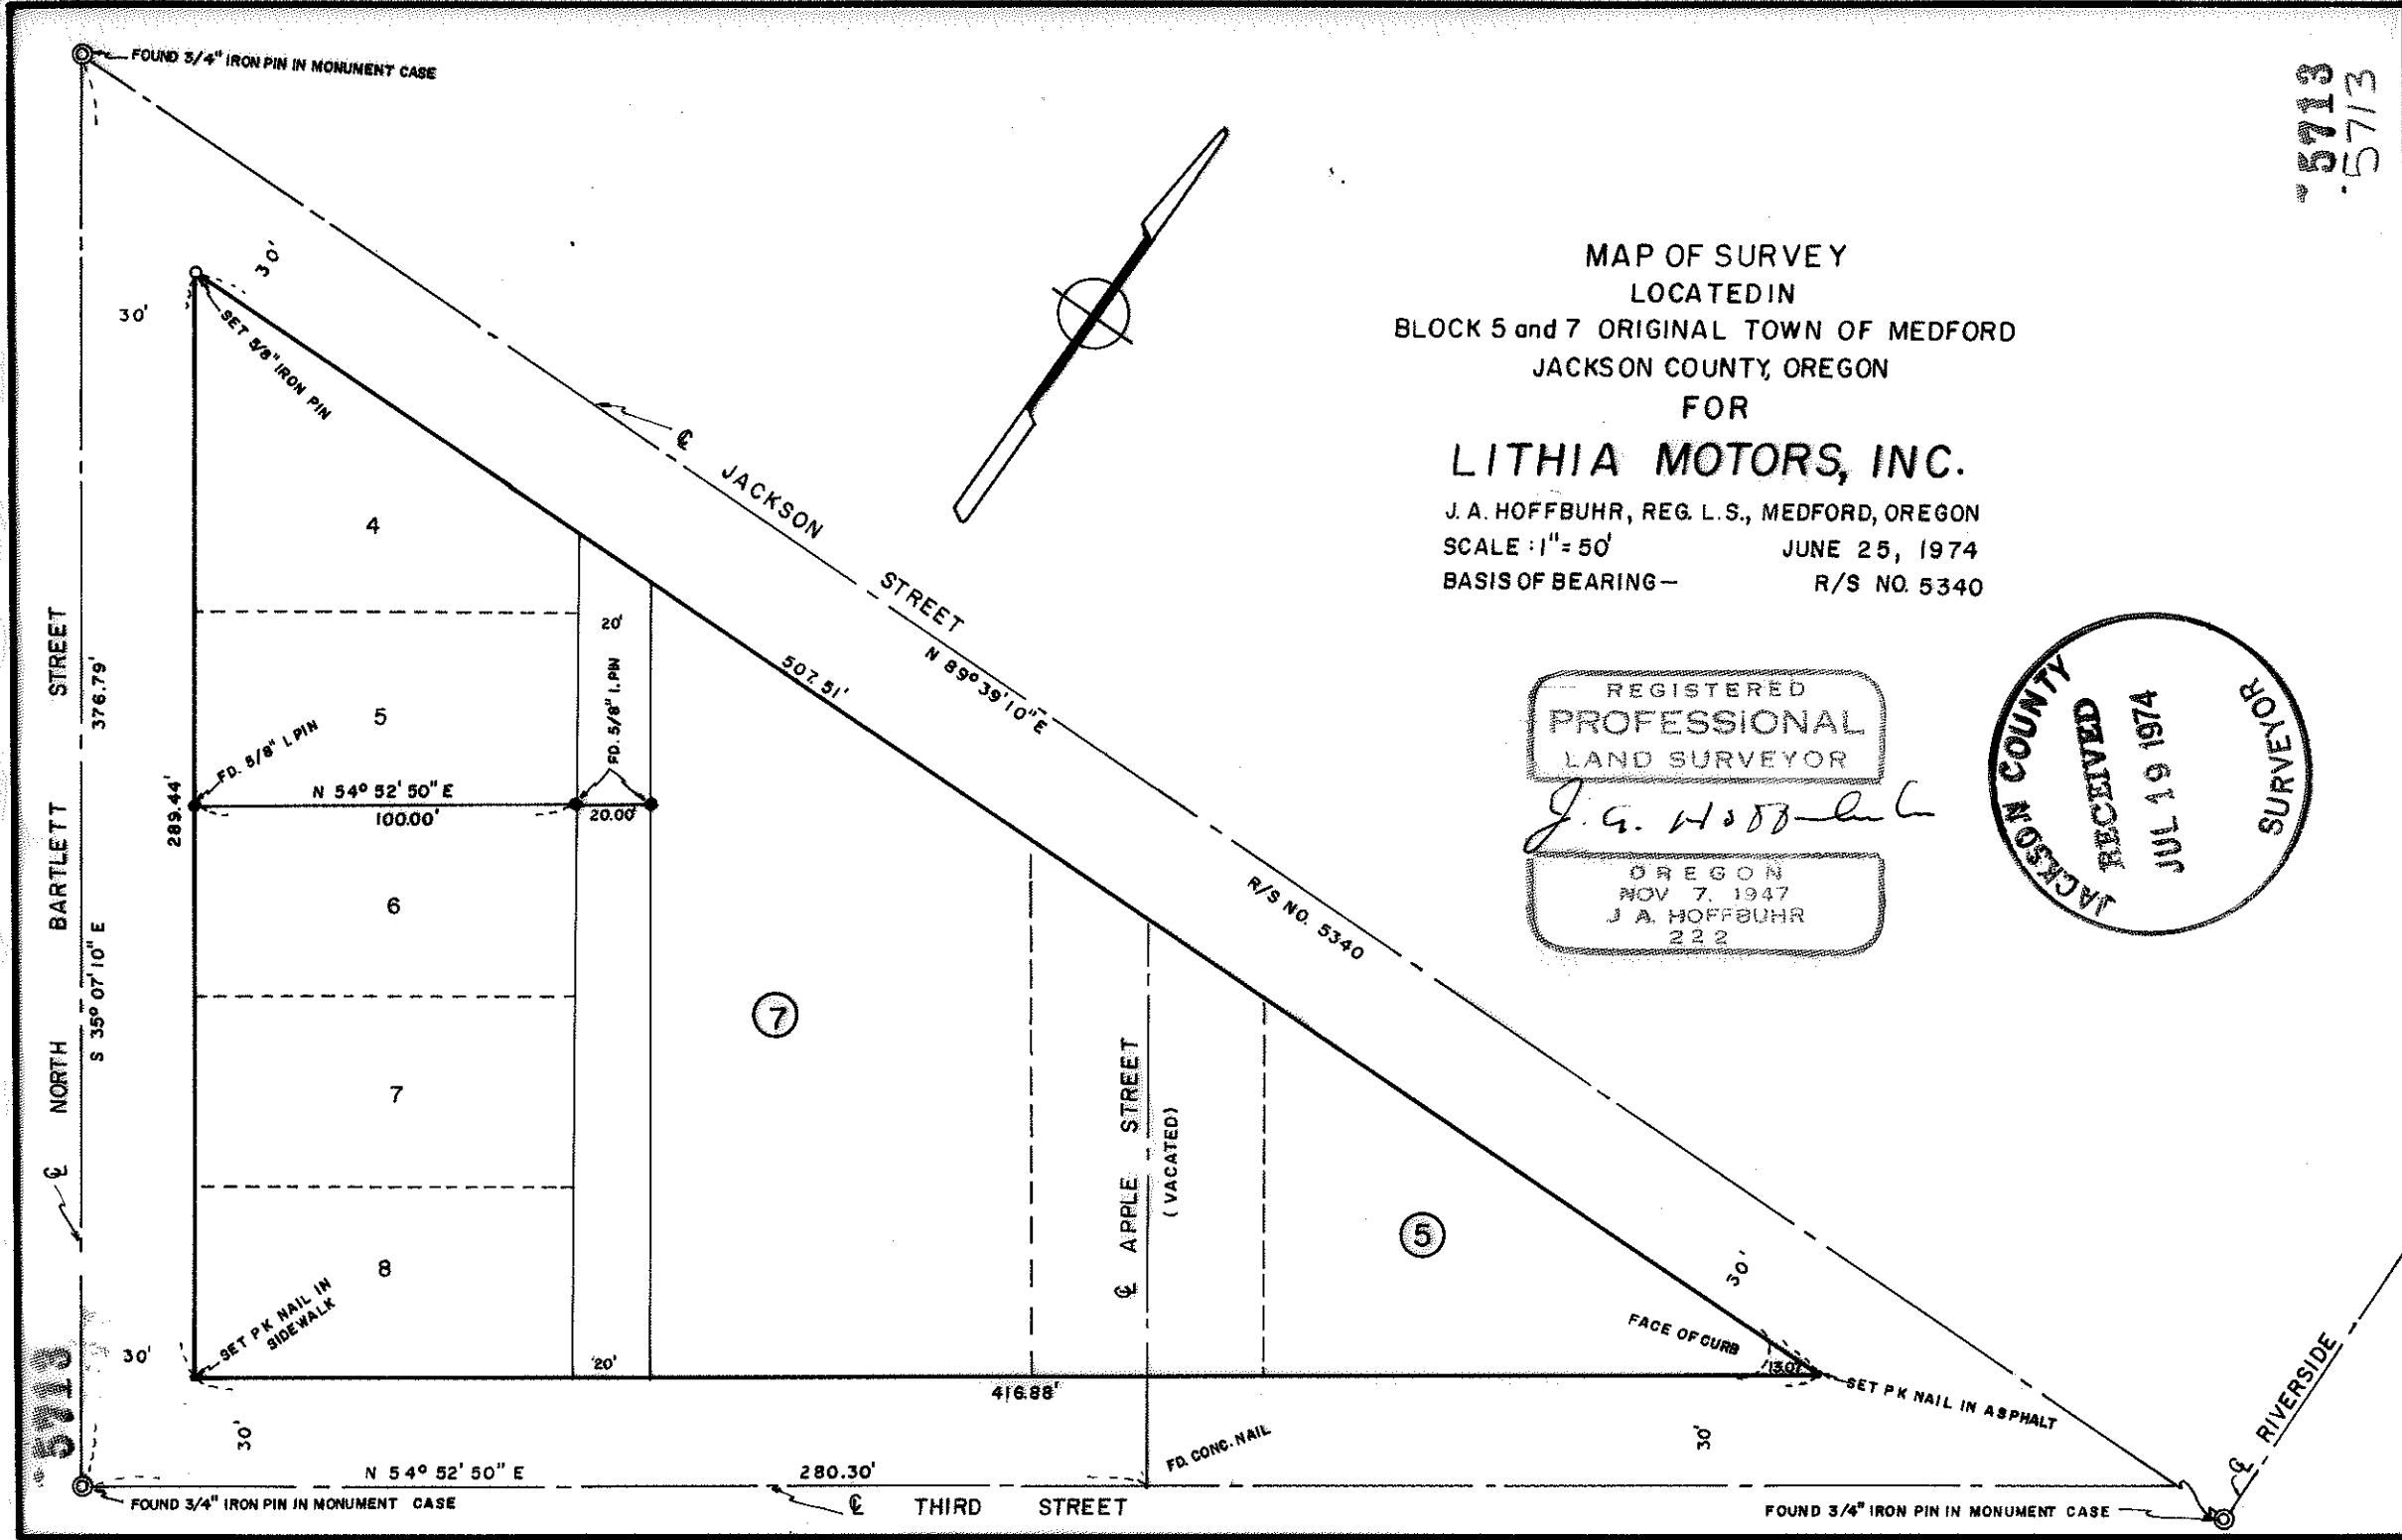 FOUND 3/4" IRON PIN IN MONUMENT CASE
5713
5713
30'
30'
SET 5/8" IRON PIN
MAP OF SURVEY
LOCATED IN
BLOCK 5 and 7 ORIGINAL TOWN OF MEDFORD
JACKSON COUNTY, OREGON
FOR
LITHIA MOTORS, INC.
J. A. HOFFBUHR, REG. L.S., MEDFORD, OREGON
SCALE : 1" = 50'
JUNE 25, 1974
BASIS OF BEARING —
R/S NO. 5340
℄ JACKSON STREET
N 89° 39' 10" E
R/S NO. 5340
507.51'
4
5
6
7
8
20'
FD. 5/8" I. PIN
FD. 5/8" I. PIN
N 54° 52' 50" E
100.00'
20.00'
289.44'
℄ NORTH BARTLETT STREET
S 35° 07' 10" E 376.79'
REGISTERED
PROFESSIONAL
LAND SURVEYOR
OREGON
NOV 7, 1947
J A. HOFFBUHR
222
JACKSON COUNTY
RECEIVED
JUL 19 1974
SURVEYOR
7
5
℄ APPLE STREET
(VACATED)
30'
FACE OF CURB
13.0'
SET PK NAIL IN ASPHALT
SET PK NAIL IN
SIDEWALK
30'
5713
20'
416.88'
30'
30'
FD. CONC. NAIL
N 54° 52' 50" E
280.30'
℄ THIRD STREET
FOUND 3/4" IRON PIN IN MONUMENT CASE
FOUND 3/4" IRON PIN IN MONUMENT CASE
℄ RIVERSIDE